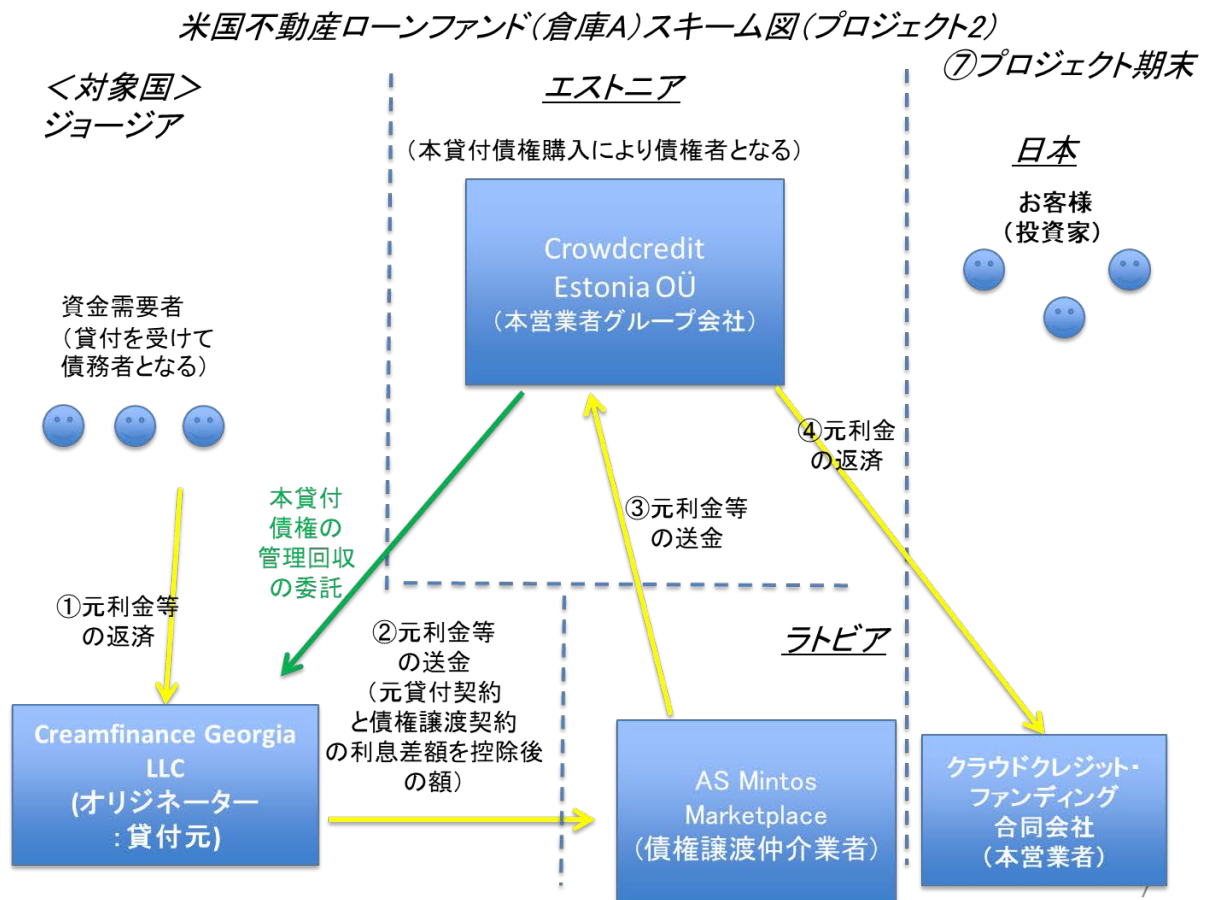 米国不動産ローンファンド（倉庫A）スキーム図（プロジェクト2）
⑦プロジェクト期末
＜対象国＞
ジョージア
エストニア
（本貸付債権購入により債権者となる）
日本
お客様
（投資家）
Crowdcredit
Estonia OÜ
（本営業者グループ会社）
資金需要者
（貸付を受けて
債務者となる）
④元利金
の返済
本貸付
債権の
管理回収
の委託
③元利金等
の送金
①元利金等
の返済
②元利金等
の送金
（元貸付契約
と債権譲渡契約
の利息差額を控除後
の額）
ラトビア
Creamfinance Georgia
LLC
(オリジネーター
：貸付元)
AS Mintos
Marketplace
（債権譲渡仲介業者）
クラウドクレジット・
ファンディング
合同会社
（本営業者）